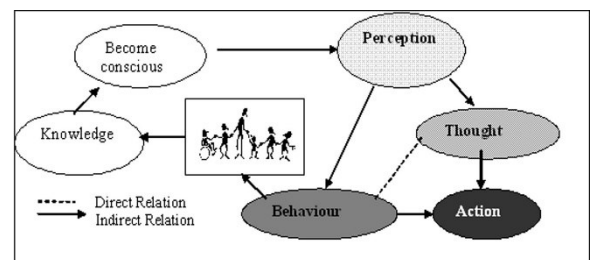 Become
conscious
Perception
Knowledge
Thought
Direct Relation
Indirect Relation
Behaviour
Action